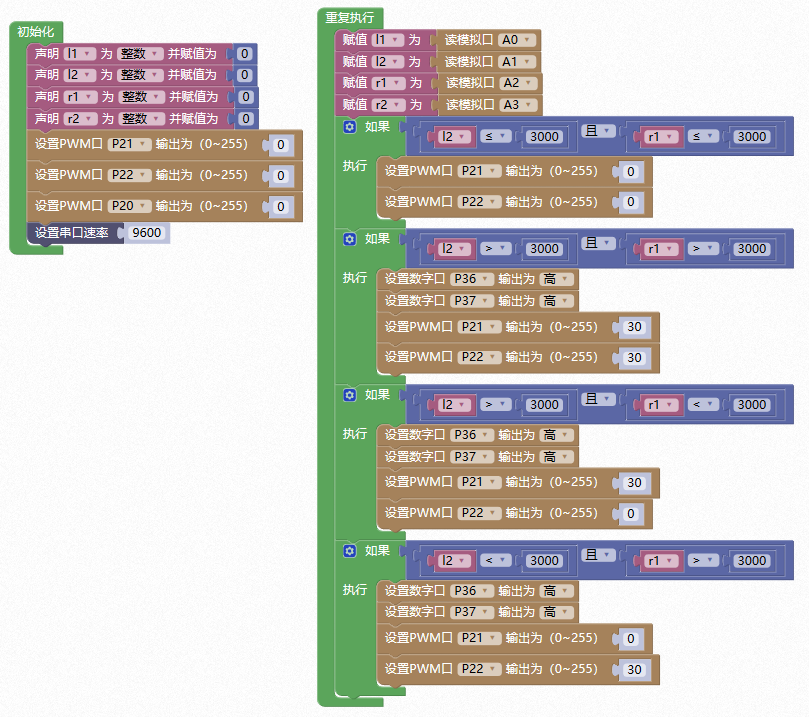 初始化
声明 l1 为 整数 并赋值为 0
声明 l2 为 整数 并赋值为 0
声明 r1 为 整数 并赋值为 0
声明 r2 为 整数 并赋值为 0
设置PWM口 P21 输出为（0~255） 0
设置PWM口 P22 输出为（0~255） 0
设置PWM口 P20 输出为（0~255） 0
设置串口速率 9600
重复执行
赋值 l1 为 读模拟口 A0
赋值 l2 为 读模拟口 A1
赋值 r1 为 读模拟口 A2
赋值 r2 为 读模拟口 A3
如果 l2 ≤ 3000 且 r1 ≤ 3000
执行 设置PWM口 P21 输出为（0~255） 0
设置PWM口 P22 输出为（0~255） 0
如果 l2 > 3000 且 r1 > 3000
执行 设置数字口 P36 输出为 高
设置数字口 P37 输出为 高
设置PWM口 P21 输出为（0~255） 30
设置PWM口 P22 输出为（0~255） 30
如果 l2 > 3000 且 r1 < 3000
执行 设置数字口 P36 输出为 高
设置数字口 P37 输出为 高
设置PWM口 P21 输出为（0~255） 30
设置PWM口 P22 输出为（0~255） 0
如果 l2 < 3000 且 r1 > 3000
执行 设置数字口 P36 输出为 高
设置数字口 P37 输出为 高
设置PWM口 P21 输出为（0~255） 0
设置PWM口 P22 输出为（0~255） 30